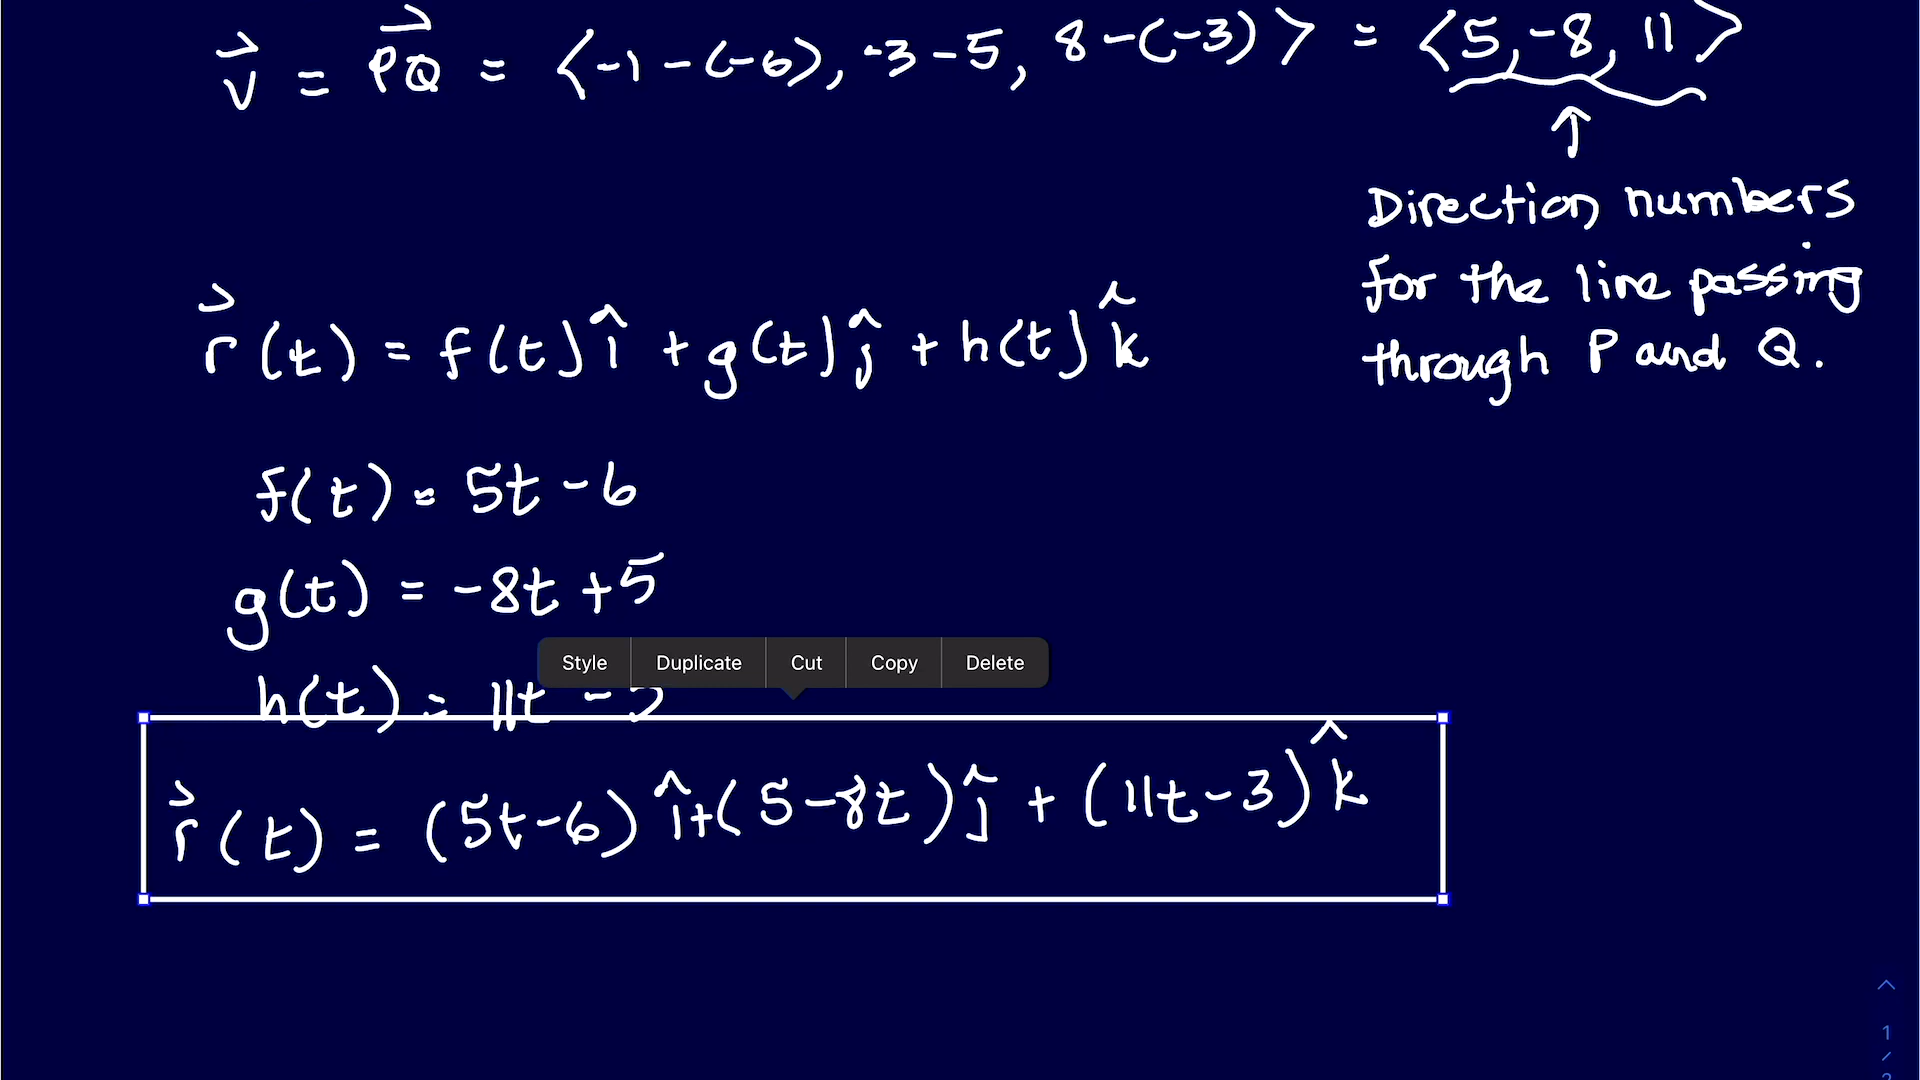 v⃗ = PQ⃗ = ⟨-1-(-6), -3-5, 8-(-3)⟩ = ⟨5, -8, 11⟩
↑
Direction numbers
for the line passing
through P and Q.
r⃗(t) = f(t)î + g(t)ĵ + h(t)k̂
f(t) = 5t-6
g(t) = -8t+5
Style Duplicate Cut Copy Delete
h(t) = 11t -
r⃗(t) = (5t-6)î+(5-8t)ĵ + (11t-3)k̂
1
/